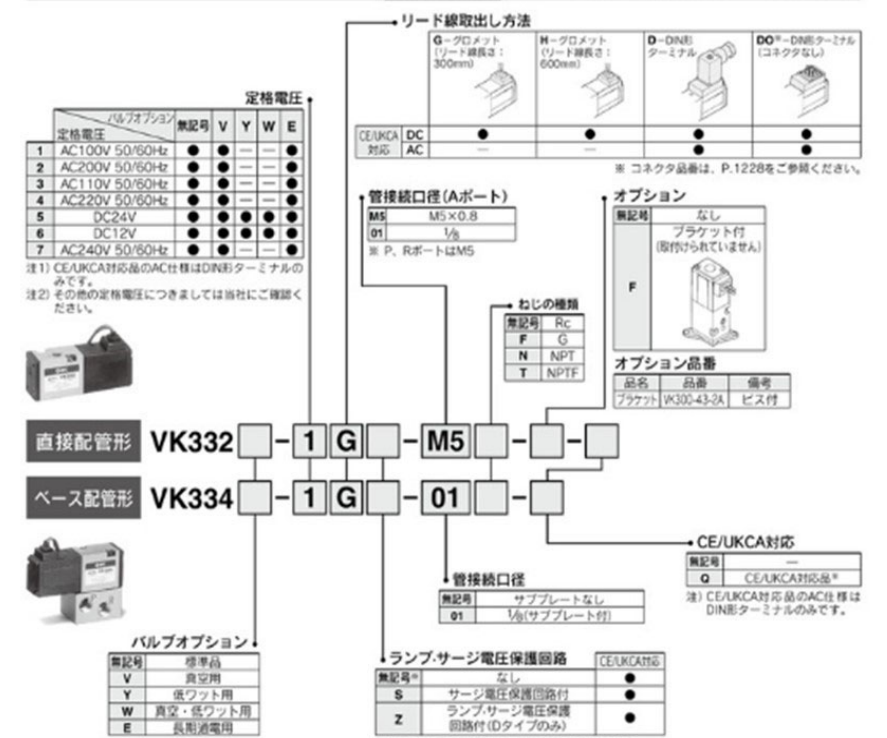 リード線取出し方法
G-グロメット
(リード線長さ:
300mm)
H-グロメット
(リード線長さ:
600mm)
D-DIN形
ターミナル
DO※-DIN形ターミナル
(コネクタなし)
CE/UKCA
対応
DC ● ● ● ●
AC — — ● ●
※ コネクタ品番は、P.1228をご参照ください。
定格電圧
バルブオプション
定格電圧
無記号 V Y W E
1 AC100V 50/60Hz ● ● — — ●
2 AC200V 50/60Hz ● ● — — ●
3 AC110V 50/60Hz ● ● — — ●
4 AC220V 50/60Hz ● ● — — ●
5 DC24V ● ● ● ● ●
6 DC12V ● ● ● ● ●
7 AC240V 50/60Hz ● ● — — ●
注1) CE/UKCA対応品のAC仕様はDIN形ターミナルの
みです。
注2) その他の定格電圧につきましては当社にご確認く
ださい。
管接続口径(Aポート)
M5 M5×0.8
01 1/8
※ P、RポートはM5
ねじの種類
無記号 Rc
F G
N NPT
T NPTF
オプション
無記号 なし
F
ブラケット付
(取付けられていません)
オプション品番
品名 品番 備考
ブラケット VK300-43-2A ビス付
直接配管形 VK332 - 1 G - M5 - -
ベース配管形 VK334 - 1 G - 01 -
CE/UKCA対応
無記号 —
Q CE/UKCA対応品※
注) CE/UKCA対応品のAC仕様は
DIN形ターミナルのみです。
管接続口径
無記号 サブプレートなし
01 1/8(サブプレート付)
バルブオプション
無記号 標準品
V 真空用
Y 低ワット用
W 真空・低ワット用
E 長期通電用
ランプ・サージ電圧保護回路
CE/UKCA対応
無記号※ なし ●
S サージ電圧保護回路付 ●
Z ランプ・サージ電圧保護
回路付(Dタイプのみ) ●